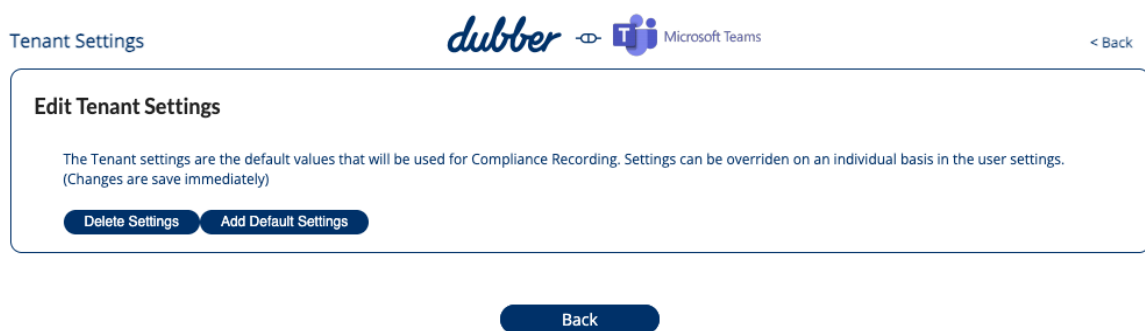 Tenant Settings
dubber
T
Microsoft Teams
< Back
Edit Tenant Settings
The Tenant settings are the default values that will be used for Compliance Recording. Settings can be overriden on an individual basis in the user settings.
(Changes are save immediately)
Delete Settings
Add Default Settings
Back